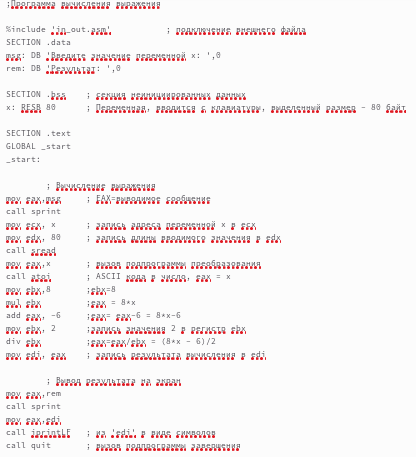 ;Программа вычисления выражения
%include 'in_out.asm' ; подключение внешнего файла
SECTION .data
msg: DB 'Введите значение переменной х: ',0
rem: DB 'Результат: ',0
SECTION .bss ; секция неинициированных данных
x: RESB 80 ; Переменная, вводится с клавиатуры, выделенный размер - 80 байт
SECTION .text
GLOBAL _start
_start:
; Вычисление выражения
mov eax,msg ; EAX=выводимое сообщение
call sprint
mov ecx, x ; запись адреса переменной x в ecx
mov edx, 80 ; запись длины вводимого значения в edx
call sread
mov eax,x ; вызов подпрограммы преобразования
call atoi ; ASCII кода в число, eax = x
mov ebx,8 ;ebx=8
mul ebx ;eax = 8*x
add eax, -6 ;eax= eax-6 = 8*x-6
mov ebx, 2 ;запись значения 2 в регистр ebx
div ebx ;eax=eax/ebx = (8*x - 6)/2
mov edi, eax ; запись результата вычисления в edi
; Вывод результата на экран
mov eax,rem
call sprint
mov eax,edi
call iprintLF ; из 'edi' в виде символов
call quit ; вызов подпрограммы завершения